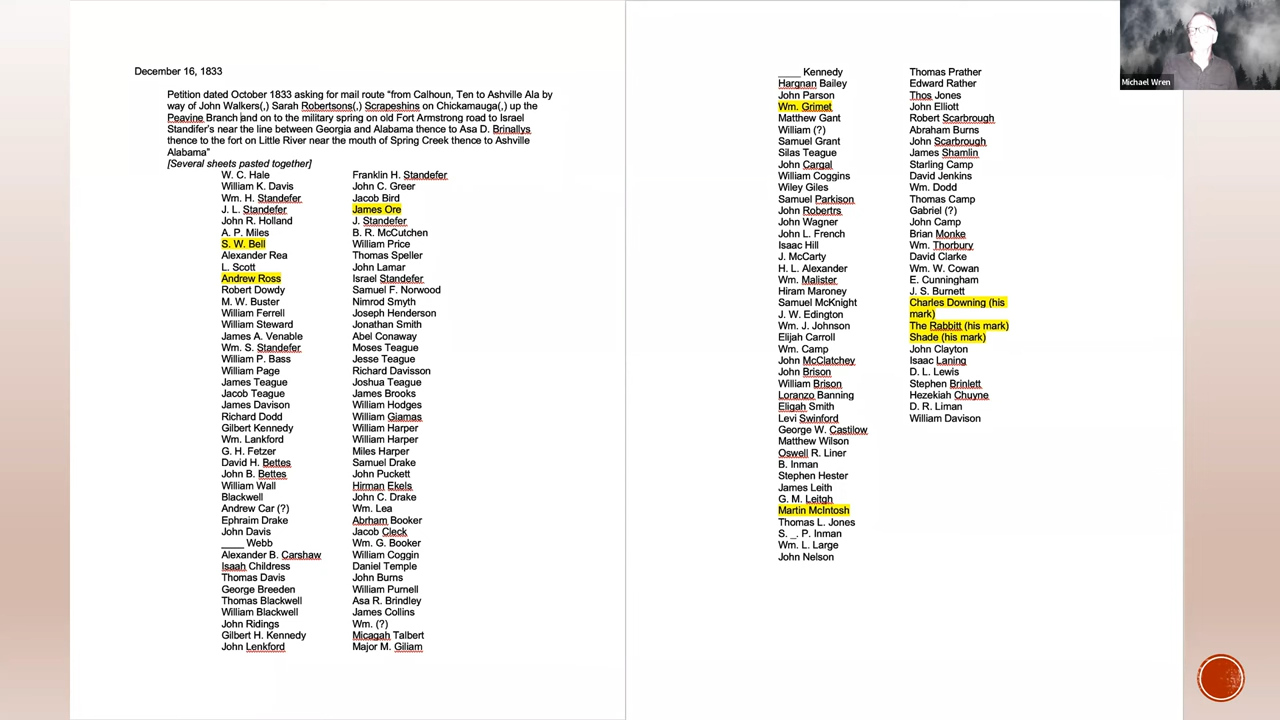 December 16, 1833
Petition dated October 1833 asking for mail route "from Calhoun, Ten to Ashville Ala by
way of John Walkers(,) Sarah Robertsons(,) Scrapeshins on Chickamauga(,) up the
Peavine Branch and on to the military spring on old Fort Armstrong road to Israel
Standifer's near the line between Georgia and Alabama thence to Asa D. Brinallys
thence to the fort on Little River near the mouth of Spring Creek thence to Ashville
Alabama"
[Several sheets pasted together]
W. C. Hale
William K. Davis
Wm. H. Standefer
J. L. Standefer
John R. Holland
A. P. Miles
S. W. Bell
Alexander Rea
L. Scott
Andrew Ross
Robert Dowdy
M. W. Buster
William Ferrell
William Steward
James A. Venable
Wm. S. Standefer
William P. Bass
William Page
James Teague
Jacob Teague
James Davison
Richard Dodd
Gilbert Kennedy
Wm. Lankford
G. H. Fetzer
David H. Bettes
John B. Bettes
William Wall
Blackwell
Andrew Car (?)
Ephraim Drake
John Davis
____ Webb
Alexander B. Carshaw
Isaah Childress
Thomas Davis
George Breeden
Thomas Blackwell
William Blackwell
John Ridings
Gilbert H. Kennedy
John Lenkford
Franklin H. Standefer
John C. Greer
Jacob Bird
James Ore
J. Standefer
B. R. McCutchen
William Price
Thomas Speller
John Lamar
Israel Standefer
Samuel F. Norwood
Nimrod Smyth
Joseph Henderson
Jonathan Smith
Abel Conaway
Moses Teague
Jesse Teague
Richard Davisson
Joshua Teague
James Brooks
William Hodges
William Giamas
William Harper
William Harper
Miles Harper
Samuel Drake
John Puckett
Hirman Ekels
John C. Drake
Wm. Lea
Abrham Booker
Jacob Cleck
Wm. G. Booker
William Coggin
Daniel Temple
John Burns
William Purnell
Asa R. Brindley
James Collins
Wm. (?)
Micagah Talbert
Major M. Giliam
____ Kennedy
Hargnan Bailey
John Parson
Wm. Grimet
Matthew Gant
William (?)
Samuel Grant
Silas Teague
John Cargal
William Coggins
Wiley Giles
Samuel Parkison
John Robertrs
John Wagner
John L. French
Isaac Hill
J. McCarty
H. L. Alexander
Wm. Malister
Hiram Maroney
Samuel McKnight
J. W. Edington
Wm. J. Johnson
Elijah Carroll
Wm. Camp
John McClatchey
John Brison
William Brison
Loranzo Banning
Eligah Smith
Levi Swinford
George W. Castilow
Matthew Wilson
Oswell R. Liner
B. Inman
Stephen Hester
James Leith
G. M. Leitgh
Martin McIntosh
Thomas L. Jones
S. _. P. Inman
Wm. L. Large
John Nelson
Thomas Prather
Edward Rather
Thos Jones
John Elliott
Robert Scarbrough
Abraham Burns
John Scarbrough
James Shamlin
Starling Camp
David Jenkins
Wm. Dodd
Thomas Camp
Gabriel (?)
John Camp
Brian Monke
Wm. Thorbury
David Clarke
Wm. W. Cowan
E. Cunningham
J. S. Burnett
Charles Downing (his
mark)
The Rabbitt (his mark)
Shade (his mark)
John Clayton
Isaac Laning
D. L. Lewis
Stephen Brinlett
Hezekiah Chuyne
D. R. Liman
William Davison
Michael Wren